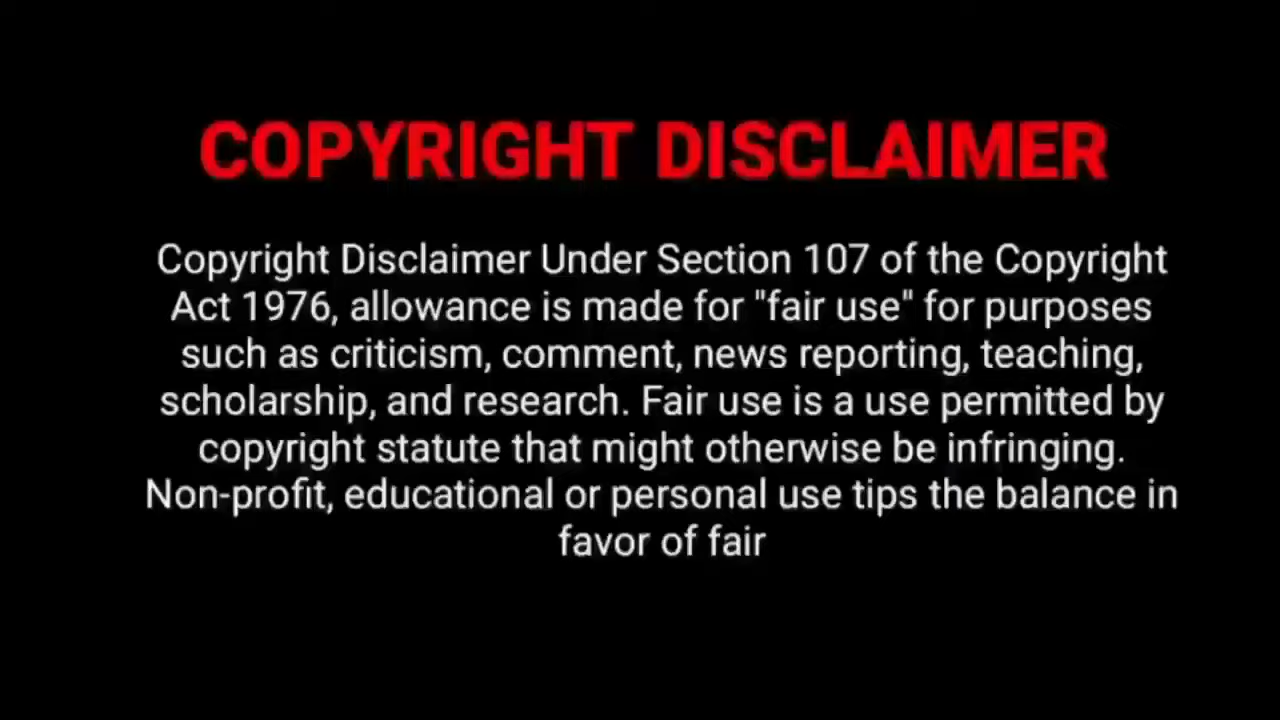 COPYRIGHT DISCLAIMER
Copyright Disclaimer Under Section 107 of the Copyright
Act 1976, allowance is made for "fair use" for purposes
such as criticism, comment, news reporting, teaching,
scholarship, and research. Fair use is a use permitted by
copyright statute that might otherwise be infringing.
Non-profit, educational or personal use tips the balance in
favor of fair